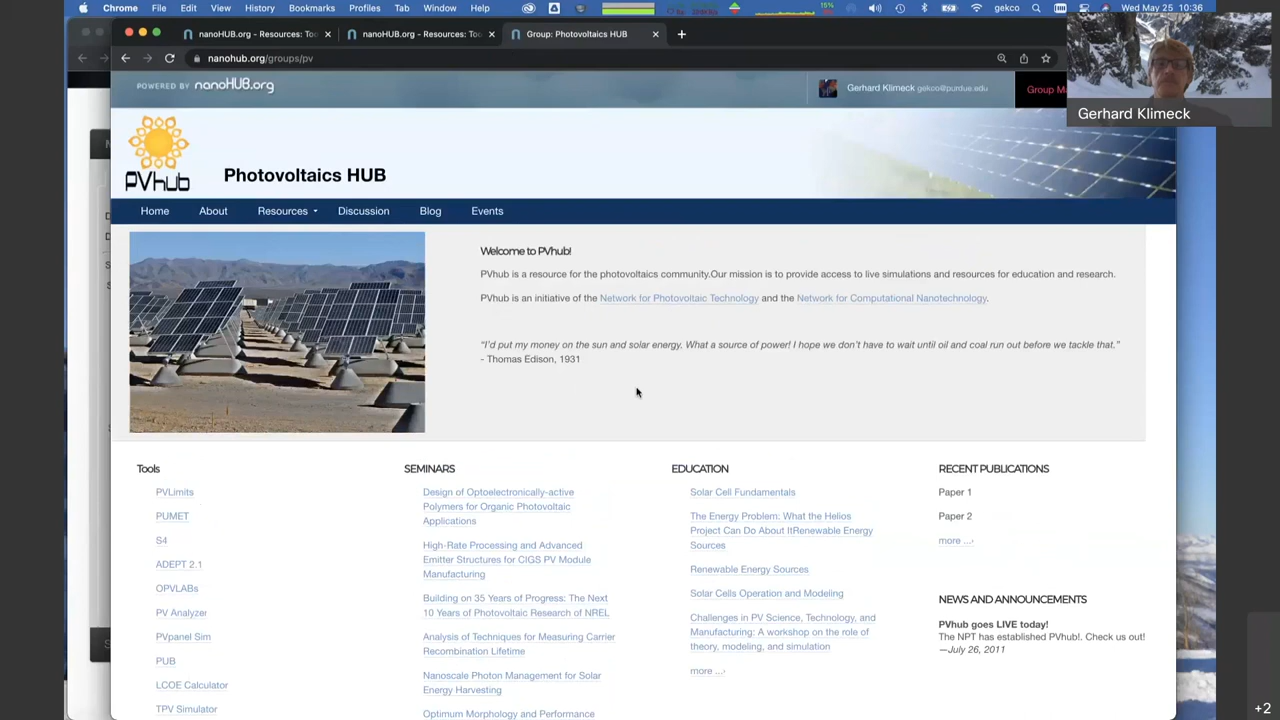 Chrome File Edit View History Bookmarks Profiles Tab Window Help 15% gekco Wed May 25 10:36
nanoHUB.org - Resources: Too
nanoHUB.org - Resources: Too
Group: Photovoltaics HUB
nanohub.org/groups/pv
POWERED BY nanoHUB.org
Gerhard Klimeck gekco@purdue.edu
Group Ma
Gerhard Klimeck
PVhub
Photovoltaics HUB
Home About Resources Discussion Blog Events
Welcome to PVhub!
PVhub is a resource for the photovoltaics community.Our mission is to provide access to live simulations and resources for education and research.
PVhub is an initiative of the Network for Photovoltaic Technology and the Network for Computational Nanotechnology.
“I’d put my money on the sun and solar energy. What a source of power! I hope we don’t have to wait until oil and coal run out before we tackle that.”
- Thomas Edison, 1931
Tools
PVLimits
PUMET
S4
ADEPT 2.1
OPVLABs
PV Analyzer
PVpanel Sim
PUB
LCOE Calculator
TPV Simulator
SEMINARS
Design of Optoelectronically-active
Polymers for Organic Photovoltaic
Applications
High-Rate Processing and Advanced
Emitter Structures for CIGS PV Module
Manufacturing
Building on 35 Years of Progress: The Next
10 Years of Photovoltaic Research of NREL
Analysis of Techniques for Measuring Carrier
Recombination Lifetime
Nanoscale Photon Management for Solar
Energy Harvesting
Optimum Morphology and Performance
EDUCATION
Solar Cell Fundamentals
The Energy Problem: What the Helios
Project Can Do About ItRenewable Energy
Sources
Renewable Energy Sources
Solar Cells Operation and Modeling
Challenges in PV Science, Technology, and
Manufacturing: A workshop on the role of
theory, modeling, and simulation
more ...›
RECENT PUBLICATIONS
Paper 1
Paper 2
more ...›
NEWS AND ANNOUNCEMENTS
PVhub goes LIVE today!
The NPT has established PVhub!. Check us out!
—July 26, 2011
+2